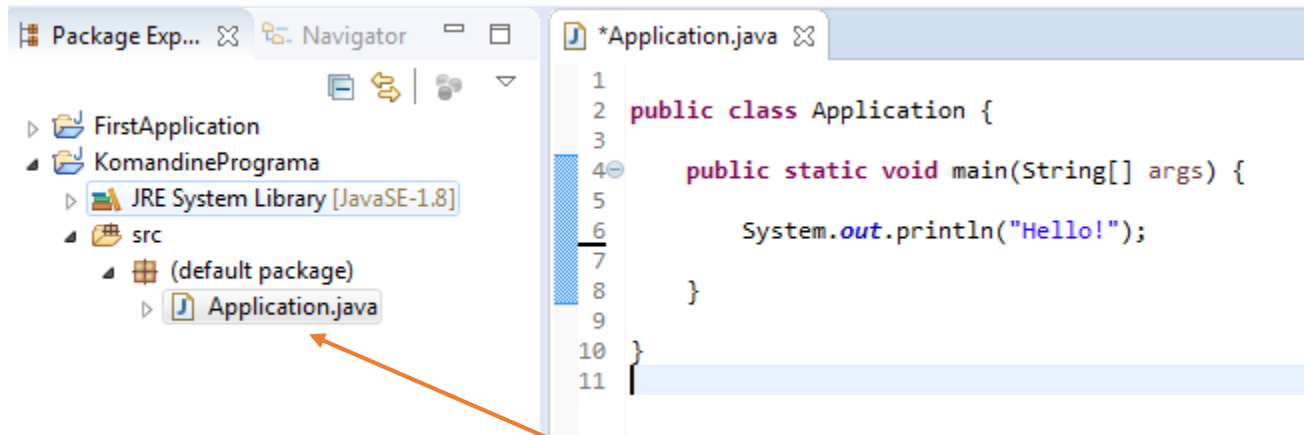 Package Exp... Navigator
FirstApplication
KomandinePrograma
JRE System Library [JavaSE-1.8]
src
(default package)
Application.java
*Application.java
1
2 public class Application {
3
4 public static void main(String[] args) {
5
6 System.out.println("Hello!");
7
8 }
9
10 }
11